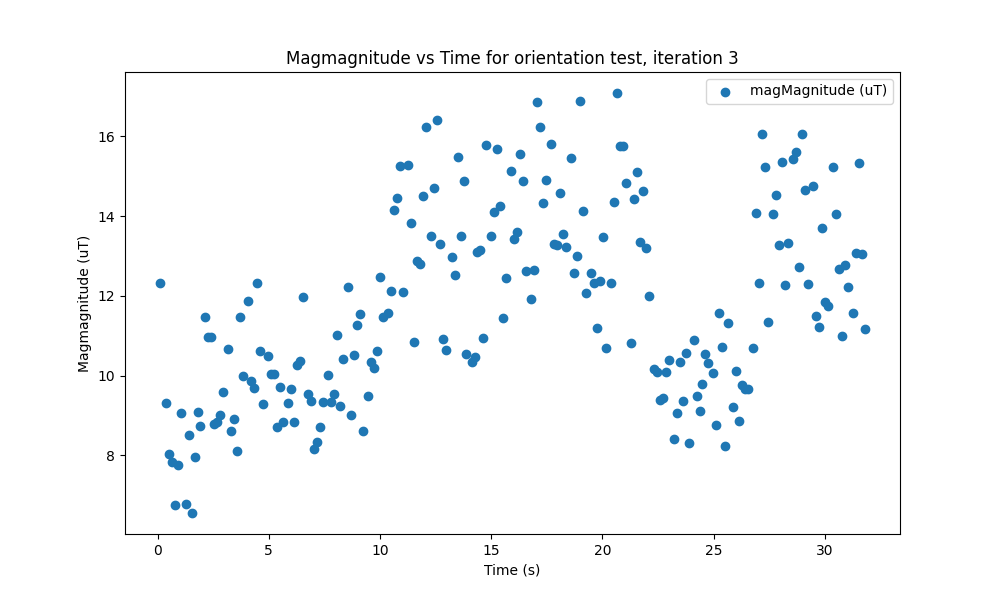 Magmagnitude vs Time for orientation test, iteration 3
magMagnitude (uT)
Magmagnitude (uT)
16
14
12
10
8
0 5 10 15 20 25 30
Time (s)